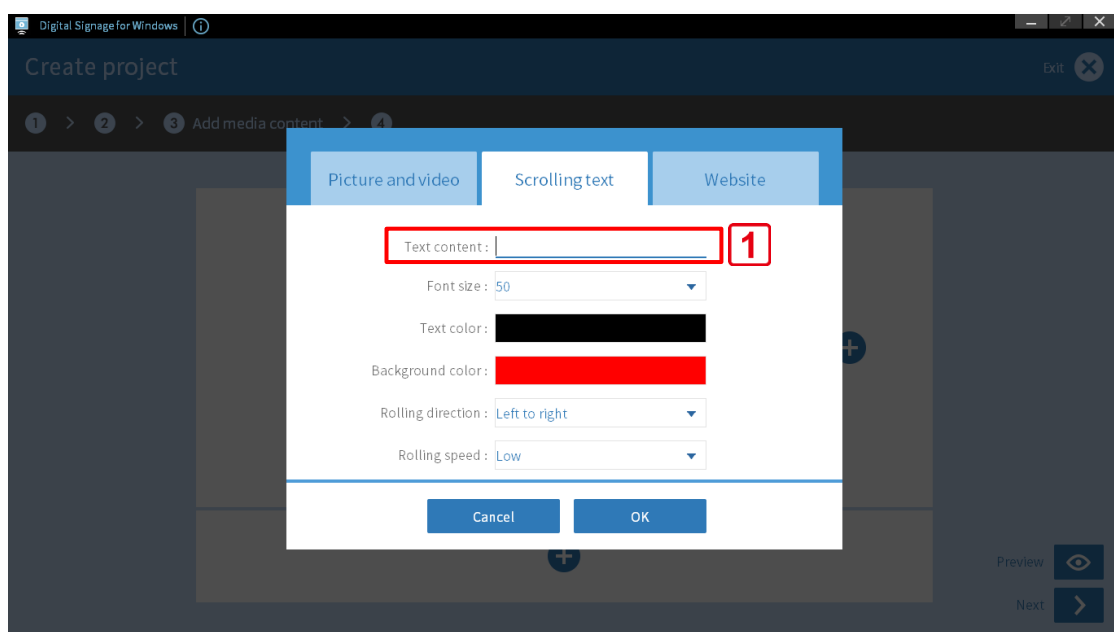 Digital Signage for Windows
Create project
Exit
1 > 2 > 3 Add media content > 4
Picture and video
Scrolling text
Website
Text content :
1
Font size : 50
Text color :
Background color :
Rolling direction : Left to right
Rolling speed : Low
Cancel
OK
Preview
Next